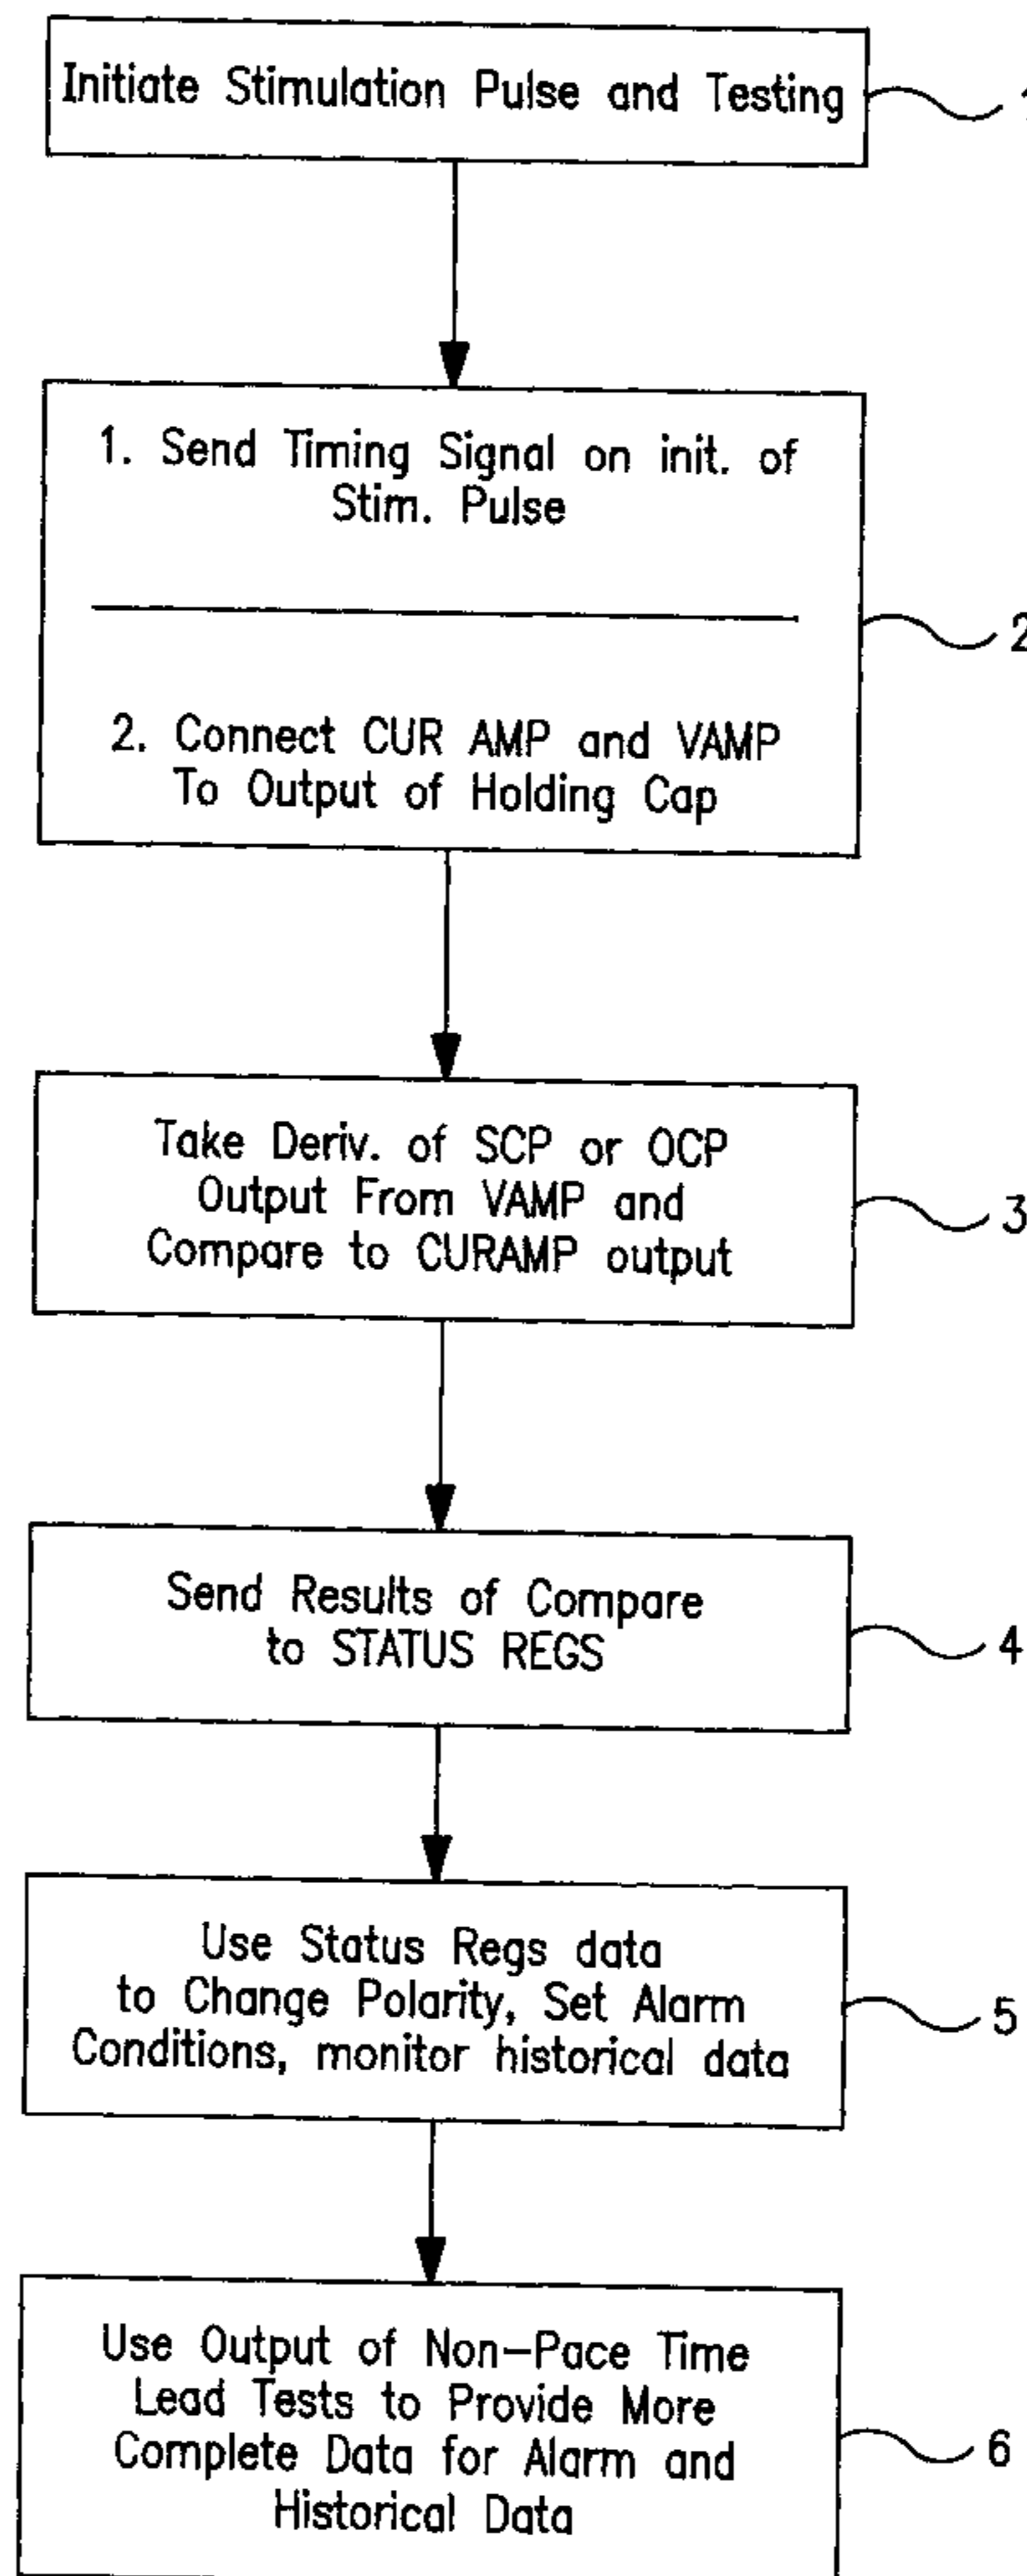 Initiate Stimulation Pulse and Testing
1
1. Send Timing Signal on init. of
Stim. Pulse
2
2. Connect CUR AMP and VAMP
To Output of Holding Cap
Take Deriv. of SCP or OCP
Output From VAMP and
Compare to CURAMP output
3
Send Results of Compare
to STATUS REGS
4
Use Status Regs data
to Change Polarity, Set Alarm
Conditions, monitor historical data
5
Use Output of Non-Pace Time
Lead Tests to Provide More
Complete Data for Alarm and
Historical Data
6